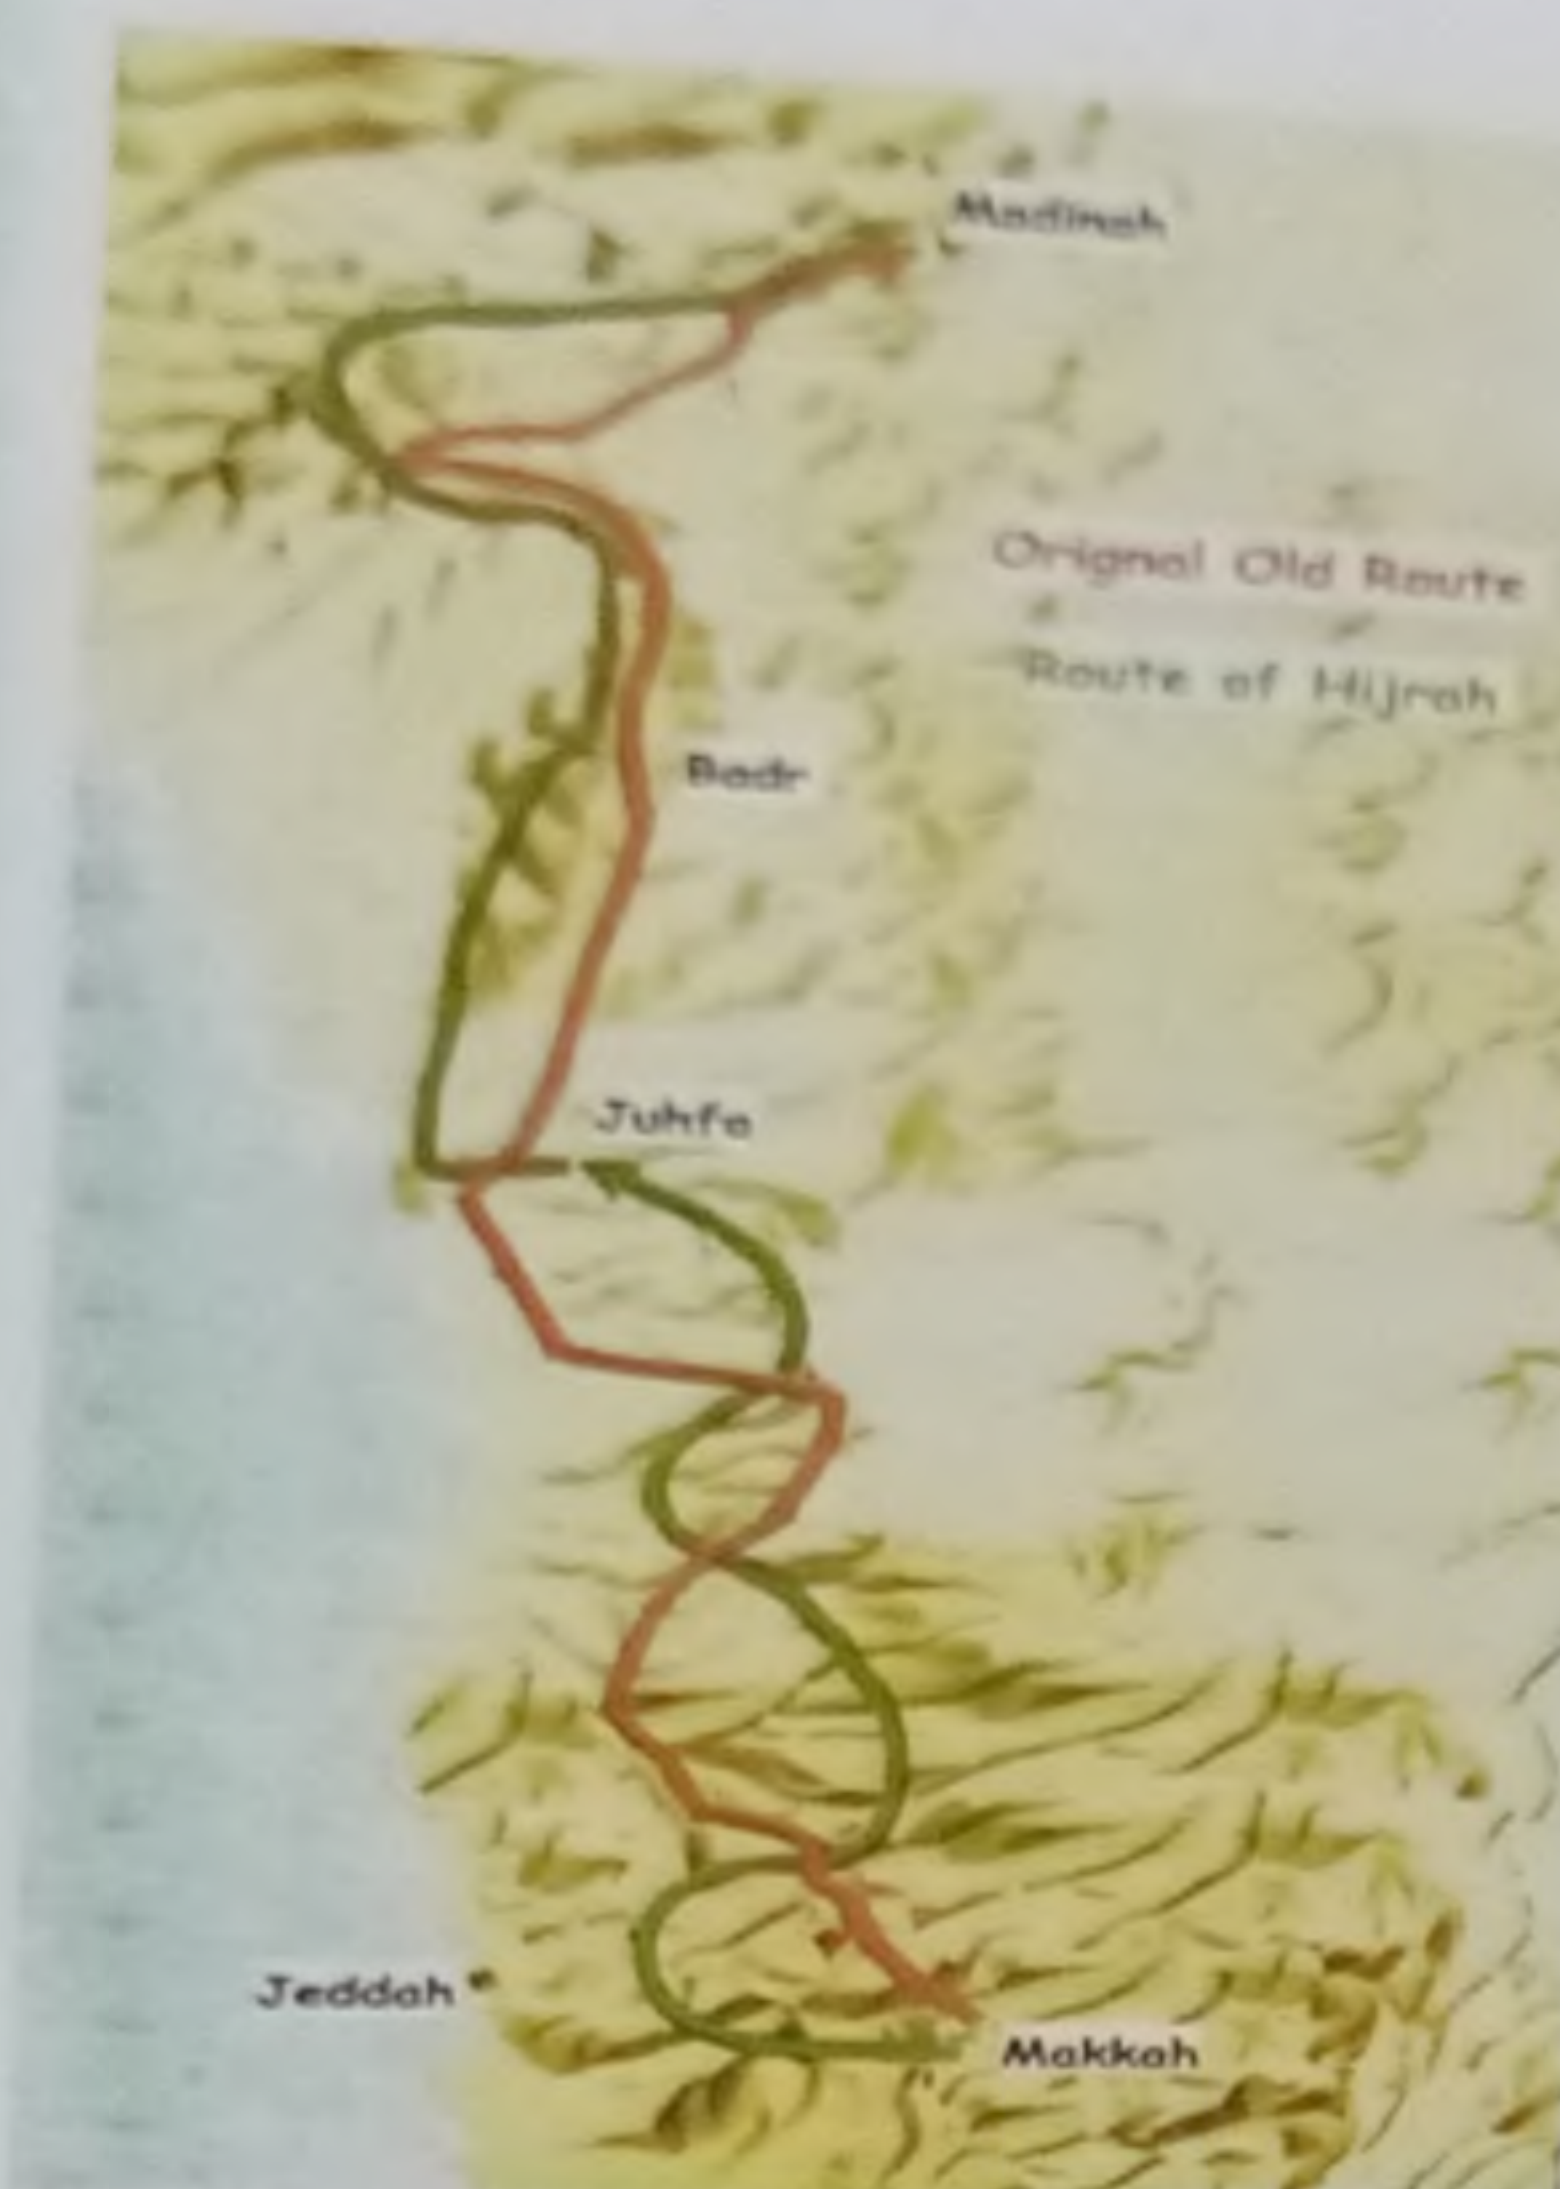 Madinah
Orignal Old Route
Route of Hijrah
Badr
Juhfa
Jeddah
Makkah